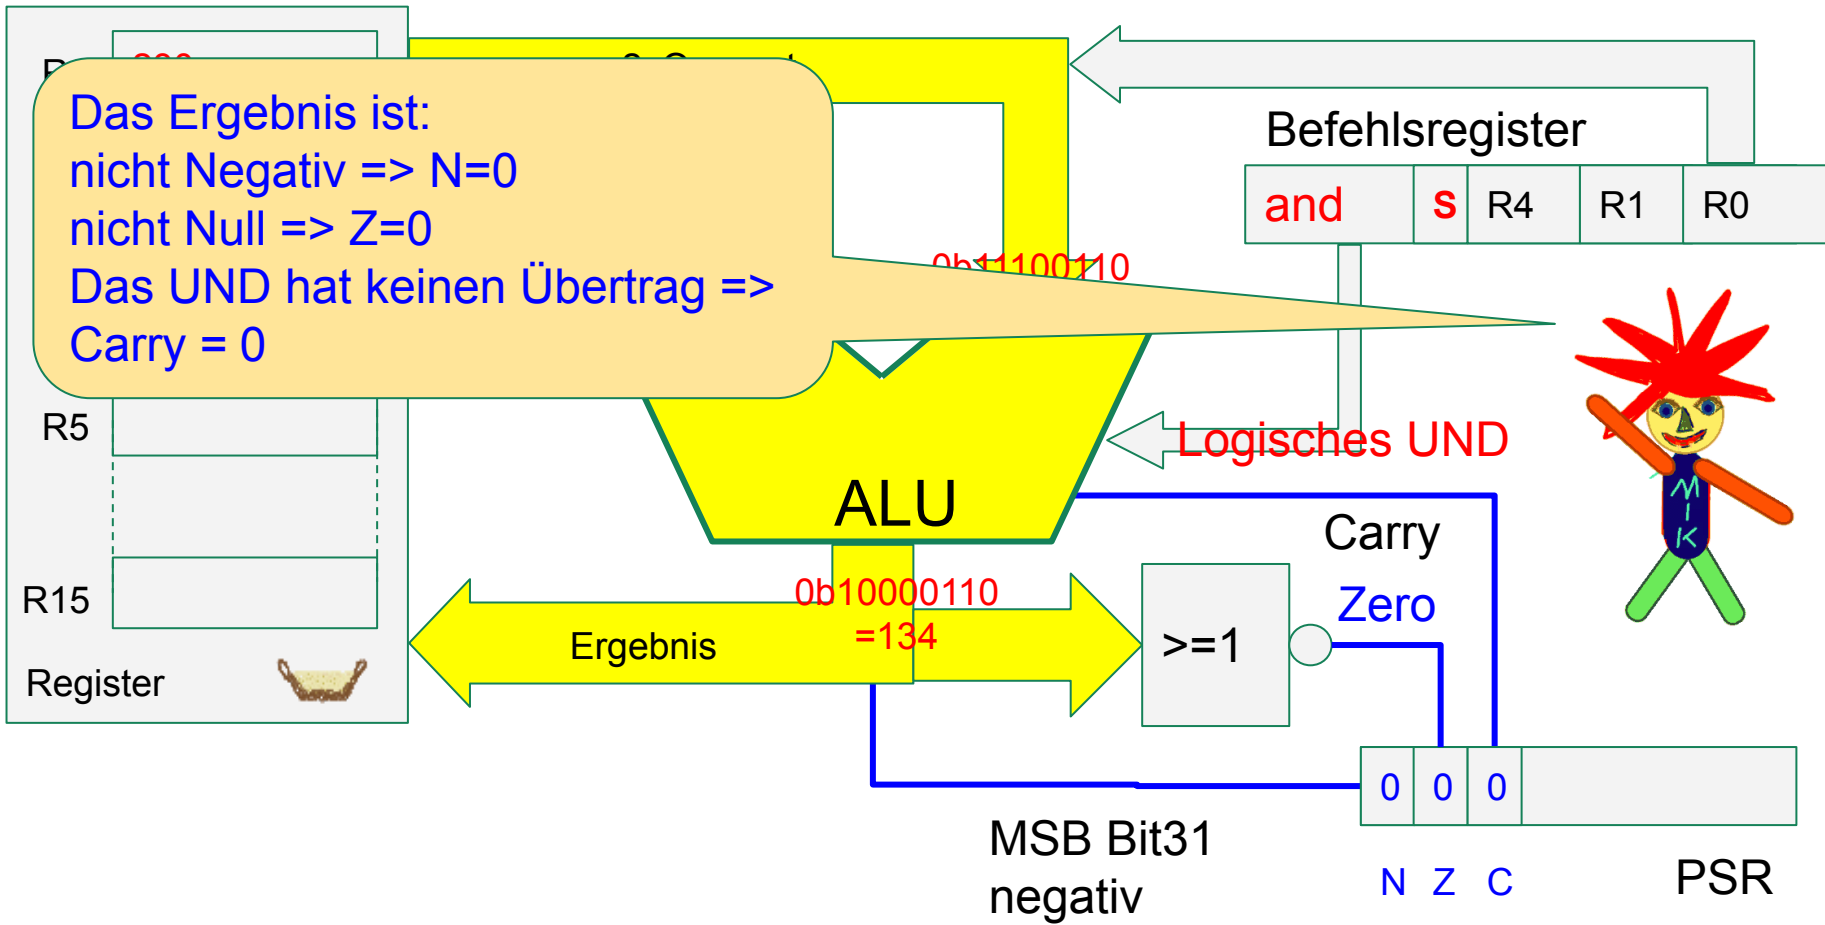 Das Ergebnis ist:
nicht Negativ => N=0
nicht Null => Z=0
Das UND hat keinen Übertrag =>
Carry = 0
Befehlsregister
and S R4 R1 R0
0b11100110
R5
Logisches UND
ALU
Carry
R15
0b10000110
=134
Zero
Ergebnis
>=1
Register
MIK
0 0 0
MSB Bit31
negativ
N Z C
PSR